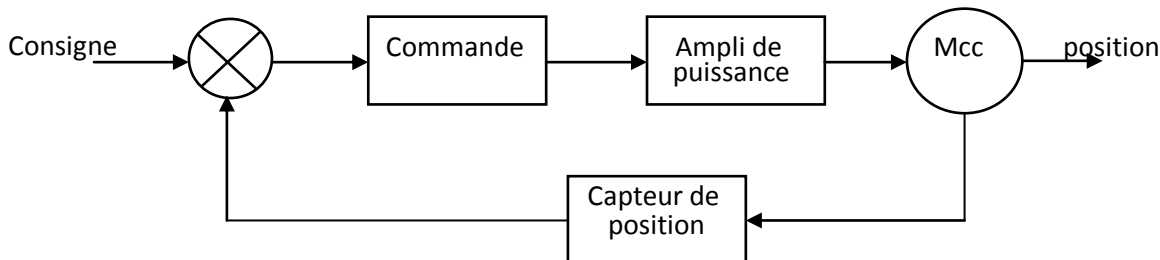 Consigne
Commande
Ampli de
puissance
Mcc
position
Capteur de
position